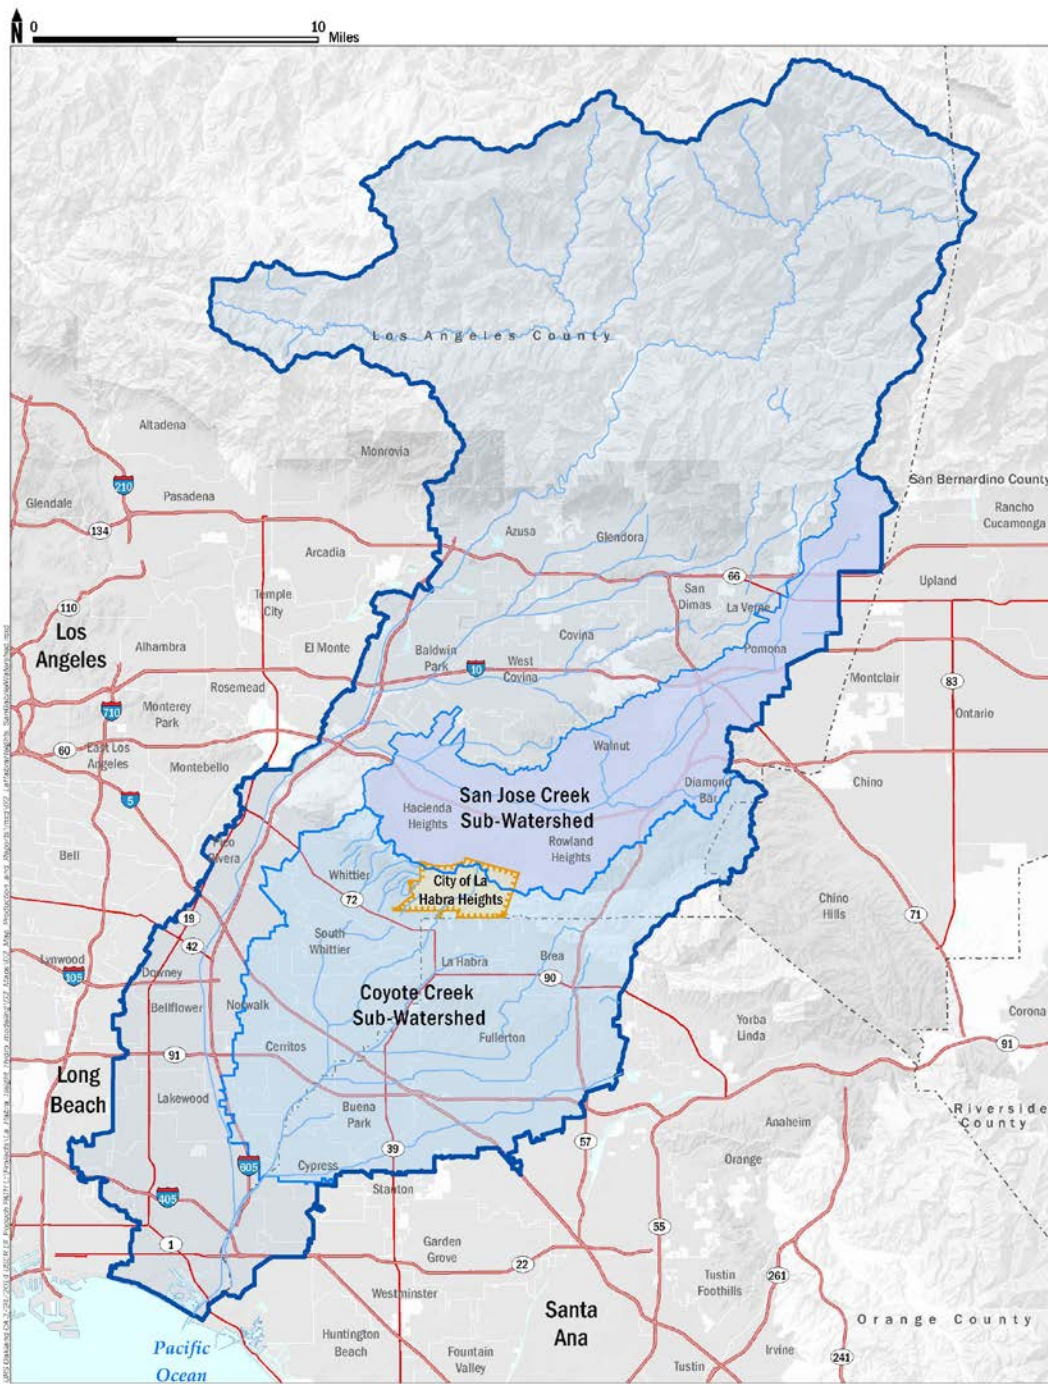 N
0 10
Miles
Los Angeles County
Altadena
Monrovia
210
San Bernardino County
Glendale
Pasadena
Rancho
Cucamonga
134
Azusa
Glendora
Arcadia
66
Upland
San
Dimas
La Verne
Temple
City
110
Los
Angeles
Alhambra
El Monte
Baldwin
Park
Covina
Pomona
10
West
Covina
Montclair
83
Rosemead
710
Monterey
Park
Ontario
60
East Los
Angeles
Montebello
Walnut
Chino
5
San Jose Creek
Sub-Watershed
Diamond
Bar
Hacienda
Heights
Rowland
Heights
Pico
Rivera
Bell
Whittier
City of La
Habra Heights
72
Chino
Hills
71
19
42
South
Whittier
Lynwood
105
Downey
La Habra
Brea
90
Bellflower
Norwalk
Coyote Creek
Sub-Watershed
Corona
Yorba
Linda
Fullerton
Cerritos
91
91
Long
Beach
Lakewood
Buena
Park
Riverside
County
Anaheim
39
57
Orange
605
Cypress
405
Stanton
1
Garden
Grove
55
22
261
Tustin
Foothills
Westminster
Santa
Ana
Orange County
Pacific
Ocean
Huntington
Beach
Fountain
Valley
Tustin
Irvine
241